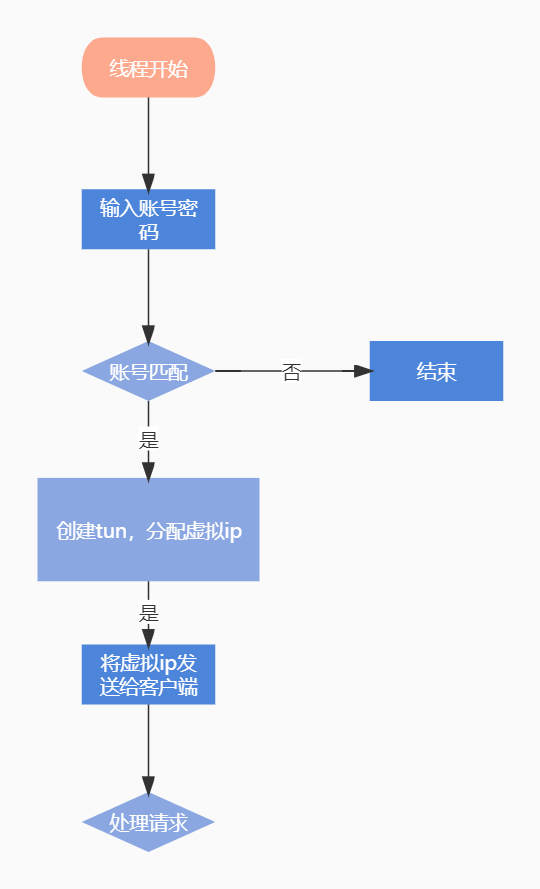 线程开始
输入账号密
码
账号匹配
否
结束
是
创建tun，分配虚拟ip
是
将虚拟ip发
送给客户端
处理请求